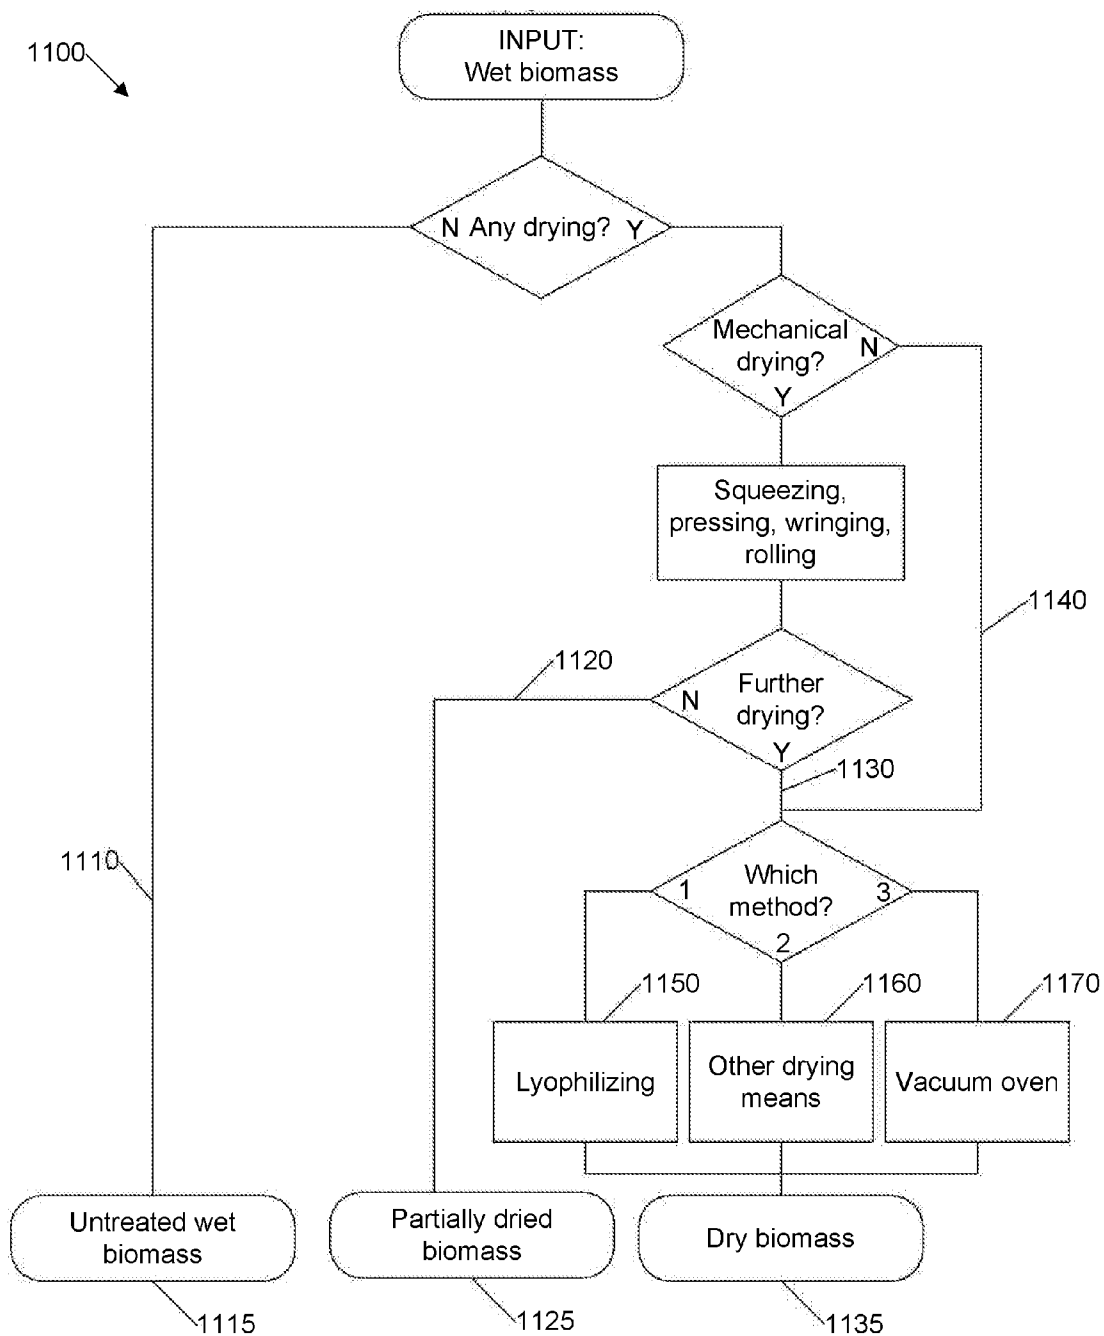 INPUT:
Wet biomass
1100
N Any drying? Y
Mechanical
drying?
N
Y
Squeezing,
pressing, wringing,
rolling
1140
1120
Further
drying?
N
Y
1130
1110
Which
method?
1
2
3
1150
1160
1170
Lyophilizing
Other drying
means
Vacuum oven
Untreated wet
biomass
Partially dried
biomass
Dry biomass
1115
1125
1135